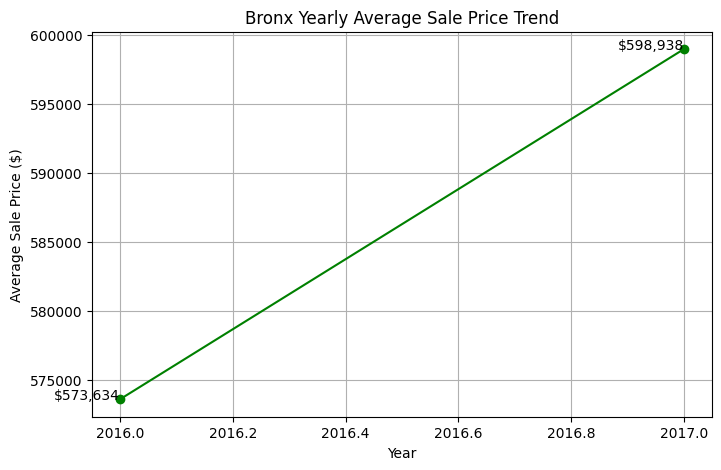 Bronx Yearly Average Sale Price Trend
Average Sale Price ($)
600000
595000
590000
585000
580000
575000
$598,938
$573,634
2016.0 2016.2 2016.4 2016.6 2016.8 2017.0
Year